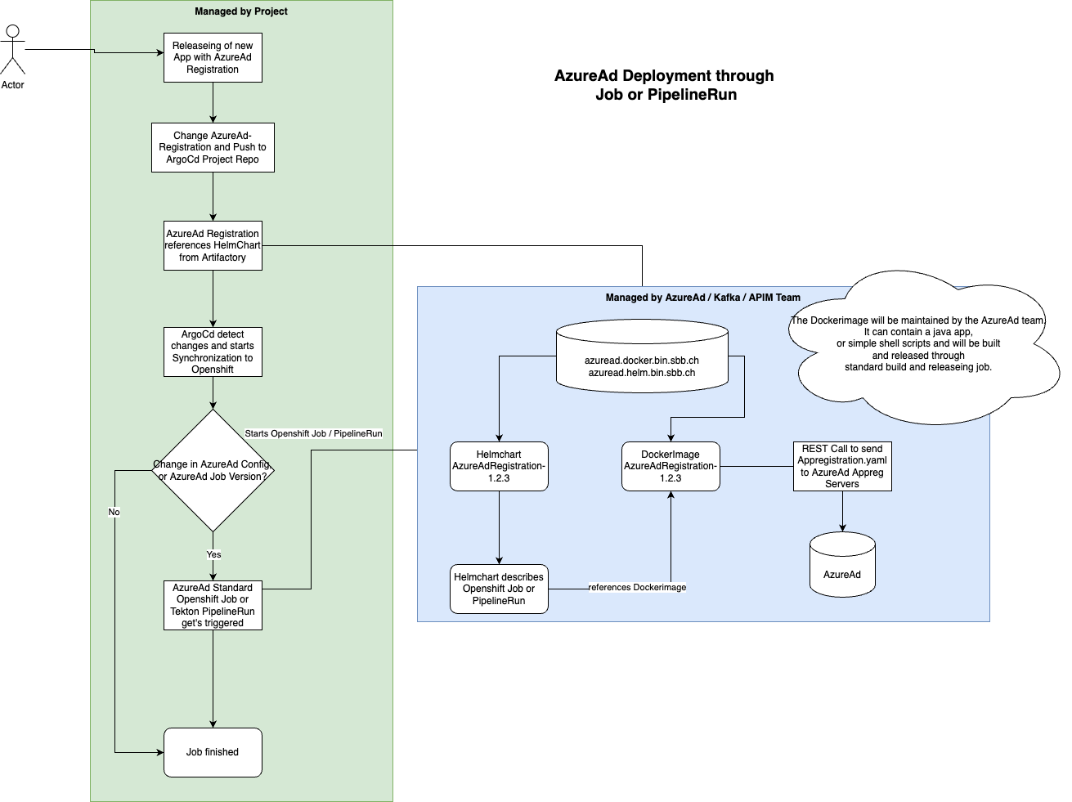 Managed by Project
Releaseing of new
App with AzureAd
Registration
Actor
AzureAd Deployment through
Job or PipelineRun
Change AzureAd-
Registration and Push to
ArgoCd Project Repo
AzureAd Registration
references HelmChart
from Artifactory
ArgoCd detect
changes and starts
Synchronization to
Openshift
Starts Openshift Job / PipelineRun
Change in AzureAd Config,
or AzureAd Job Version?
No
Yes
AzureAd Standard
Openshift Job or
Tekton PipelineRun
get's triggered
Job finished
Managed by AzureAd / Kafka / APIM Team
The Dockerimage will be maintained by the AzureAd team.
It can contain a java app,
or simple shell scripts and will be built
and released through
standard build and releaseing job.
azuread.docker.bin.sbb.ch
azuread.helm.bin.sbb.ch
Helmchart
AzureADRegistration-
1.2.3
DockerImage
AzureADRegistration-
1.2.3
REST Call to send
Appregistration.yaml
to AzureAd Appreg
Servers
Helmchart describes
Openshift Job or
PipelineRun
references Dockerimage
AzureAd